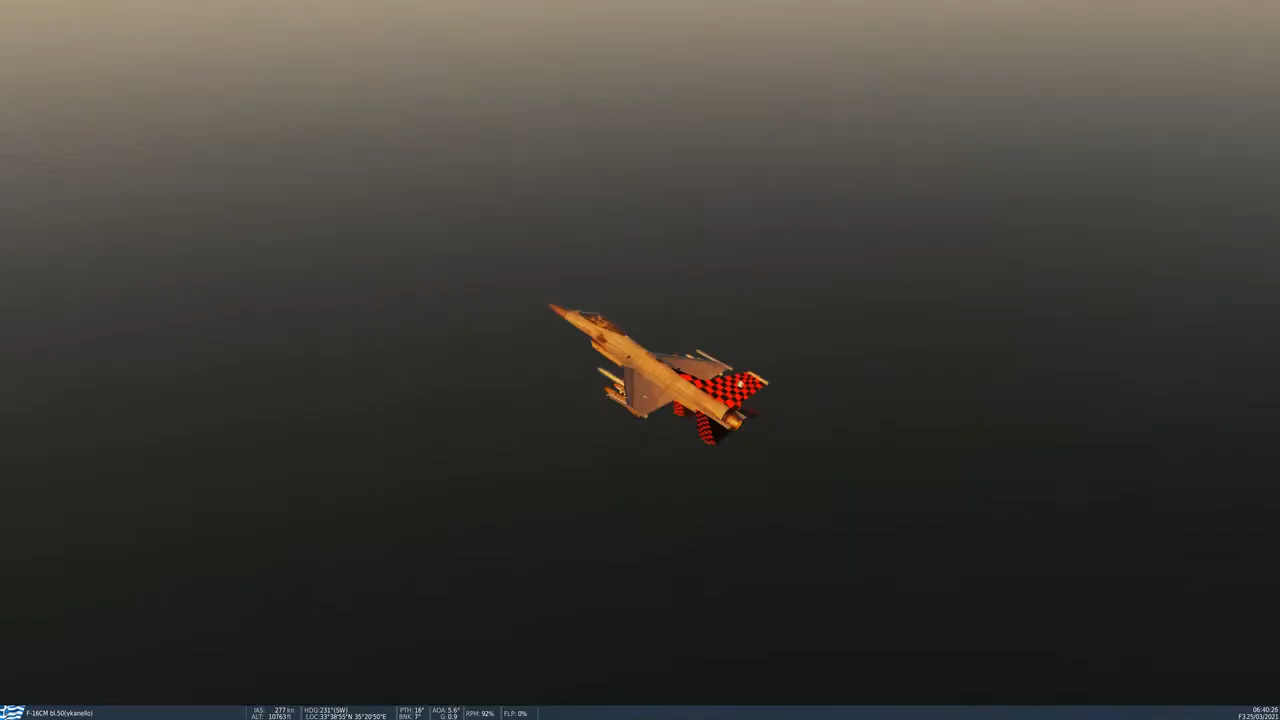 F-16CM bl.50(ykanello)
IAS: 277 kn
ALT: 10763 ft
HDG:231°(SW)
LOC:33°38'55"N 35°20'50"E
PTH: 16°
BNK: 7°
AOA: 5.6°
G: 0.9
RPM: 92%
FLP: 0%
06:40:26
F3 25/03/2021